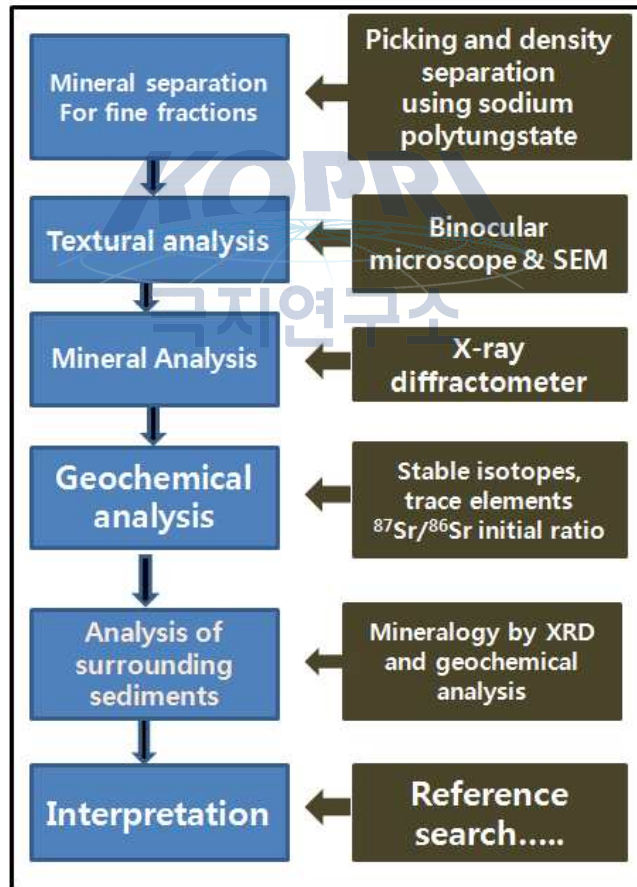 Mineral separation
For fine fractions
Picking and density
separation
using sodium
polytungstate
KOPRI
극지연구소
Textural analysis
Binocular
microscope & SEM
Mineral Analysis
X-ray
diffractometer
Geochemical
analysis
Stable isotopes,
trace elements
⁸⁷Sr/⁸⁶Sr initial ratio
Analysis of
surrounding
sediments
Mineralogy by XRD
and geochemical
analysis
Interpretation
Reference
search.....